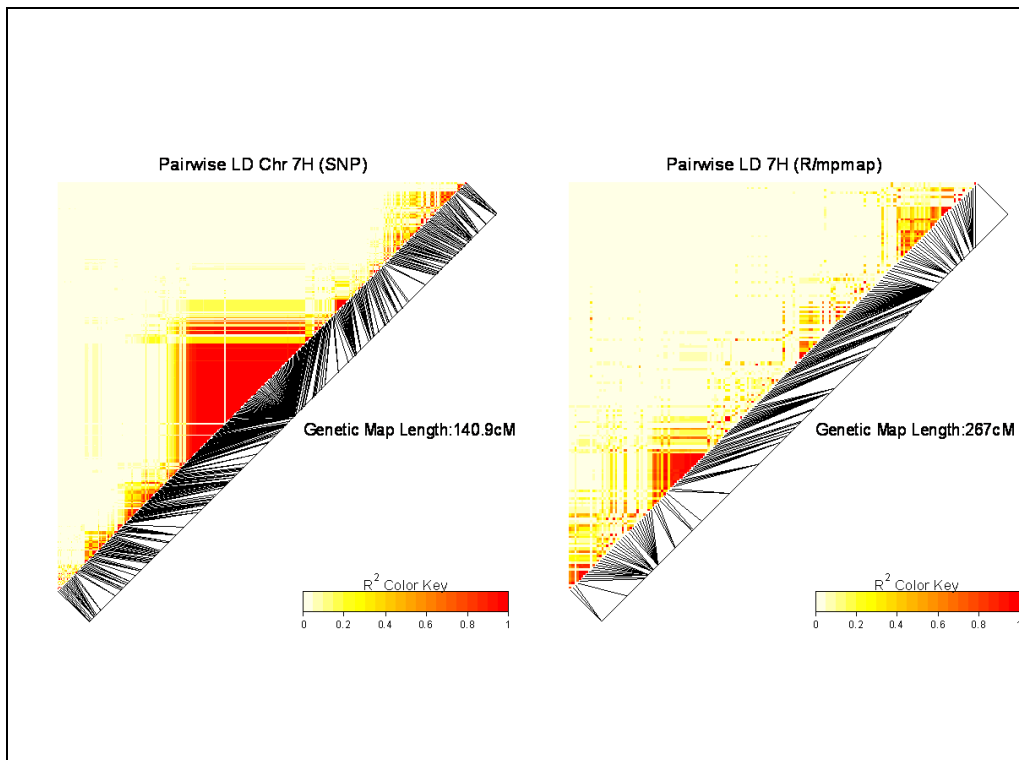 Pairwise LD Chr 7H (SNP)
Genetic Map Length:140.9cM
R² Color Key
0 0.2 0.4 0.6 0.8 1
Pairwise LD 7H (R/mpmap)
Genetic Map Length:267cM
R² Color Key
0 0.2 0.4 0.6 0.8 1